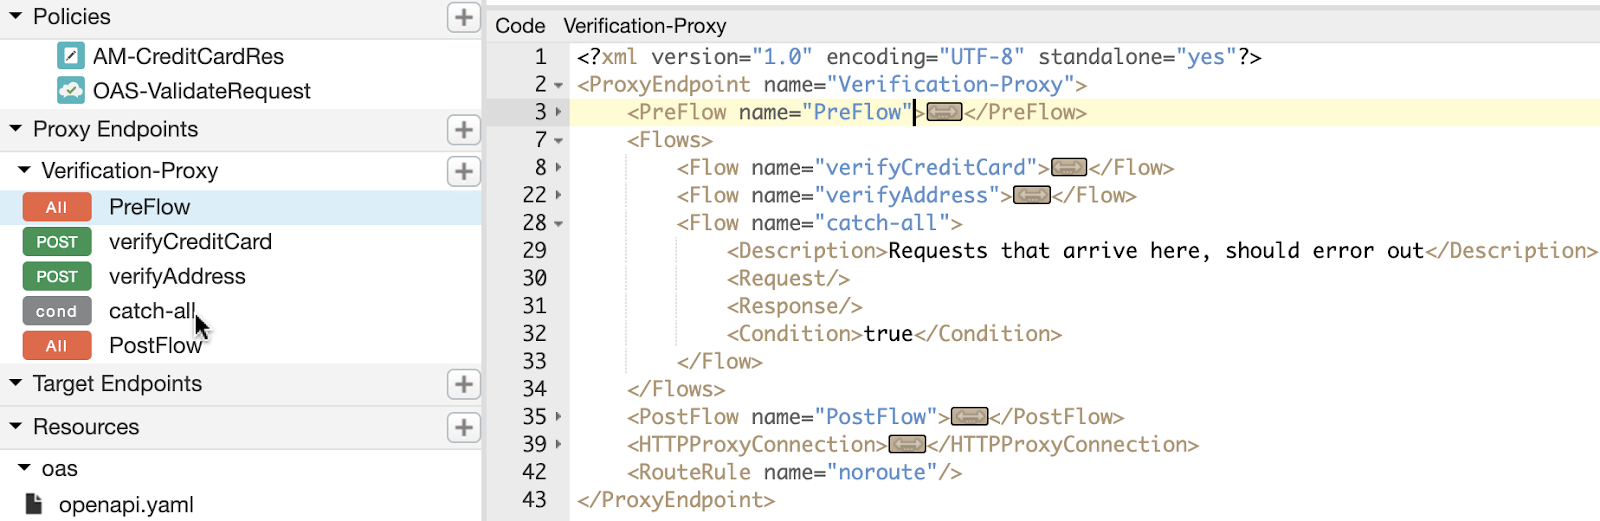 Policies
AM-CreditCardRes
OAS-ValidateRequest
Proxy Endpoints
Verification-Proxy
All PreFlow
POST verifyCreditCard
POST verifyAddress
cond catch-all
All PostFlow
Target Endpoints
Resources
oas
openapi.yaml
Code Verification-Proxy
1 <?xml version="1.0" encoding="UTF-8" standalone="yes"?>
2 <ProxyEndpoint name="Verification-Proxy">
3 <PreFlow name="PreFlow"></PreFlow>
7 <Flows>
8 <Flow name="verifyCreditCard"></Flow>
22 <Flow name="verifyAddress"></Flow>
28 <Flow name="catch-all">
29 <Description>Requests that arrive here, should error out</Description>
30 <Request/>
31 <Response/>
32 <Condition>true</Condition>
33 </Flow>
34 </Flows>
35 <PostFlow name="PostFlow"></PostFlow>
39 <HTTPProxyConnection></HTTPProxyConnection>
42 <RouteRule name="noroute"/>
43 </ProxyEndpoint>